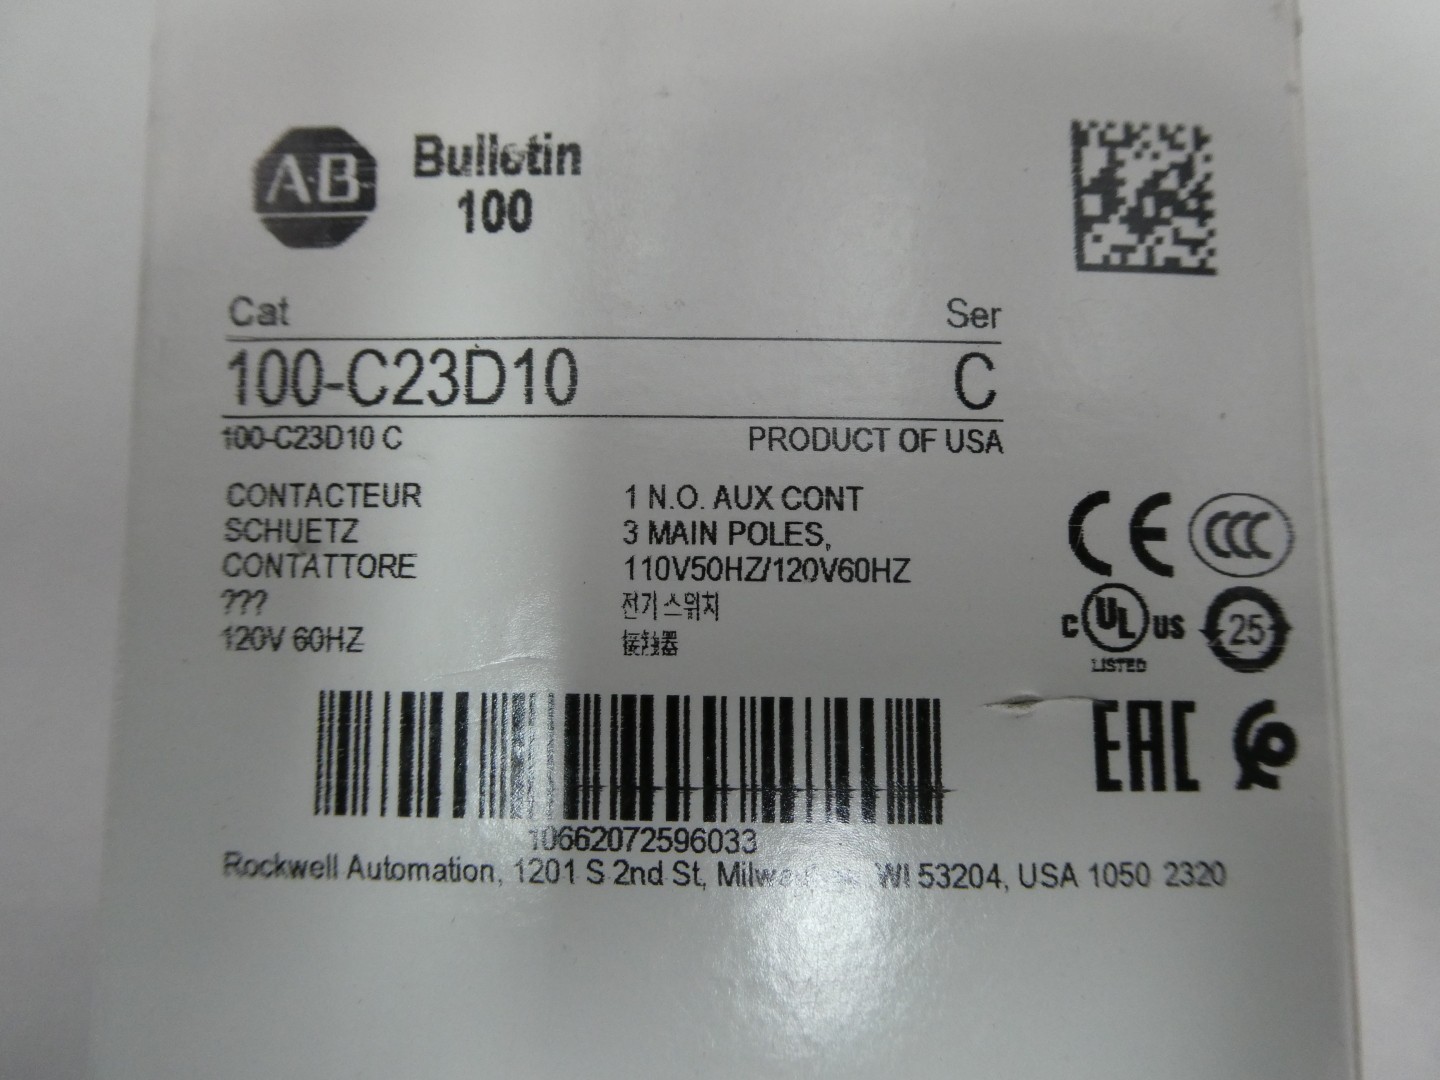 A-B
Bulletin
100
Cat
Ser
100-C23D10
C
100-C23D10 C
PRODUCT OF USA
CONTACTEUR
SCHUETZ
CONTATTORE
???
120V 60HZ
1 N.O. AUX CONT
3 MAIN POLES,
110V50HZ/120V60HZ
전기 스위치
接触器
CE
CCC
C UL US
LISTED
25
EAC
10662072596033
Rockwell Automation, 1201 S 2nd St, Milwaukee, WI 53204, USA 1050 2320